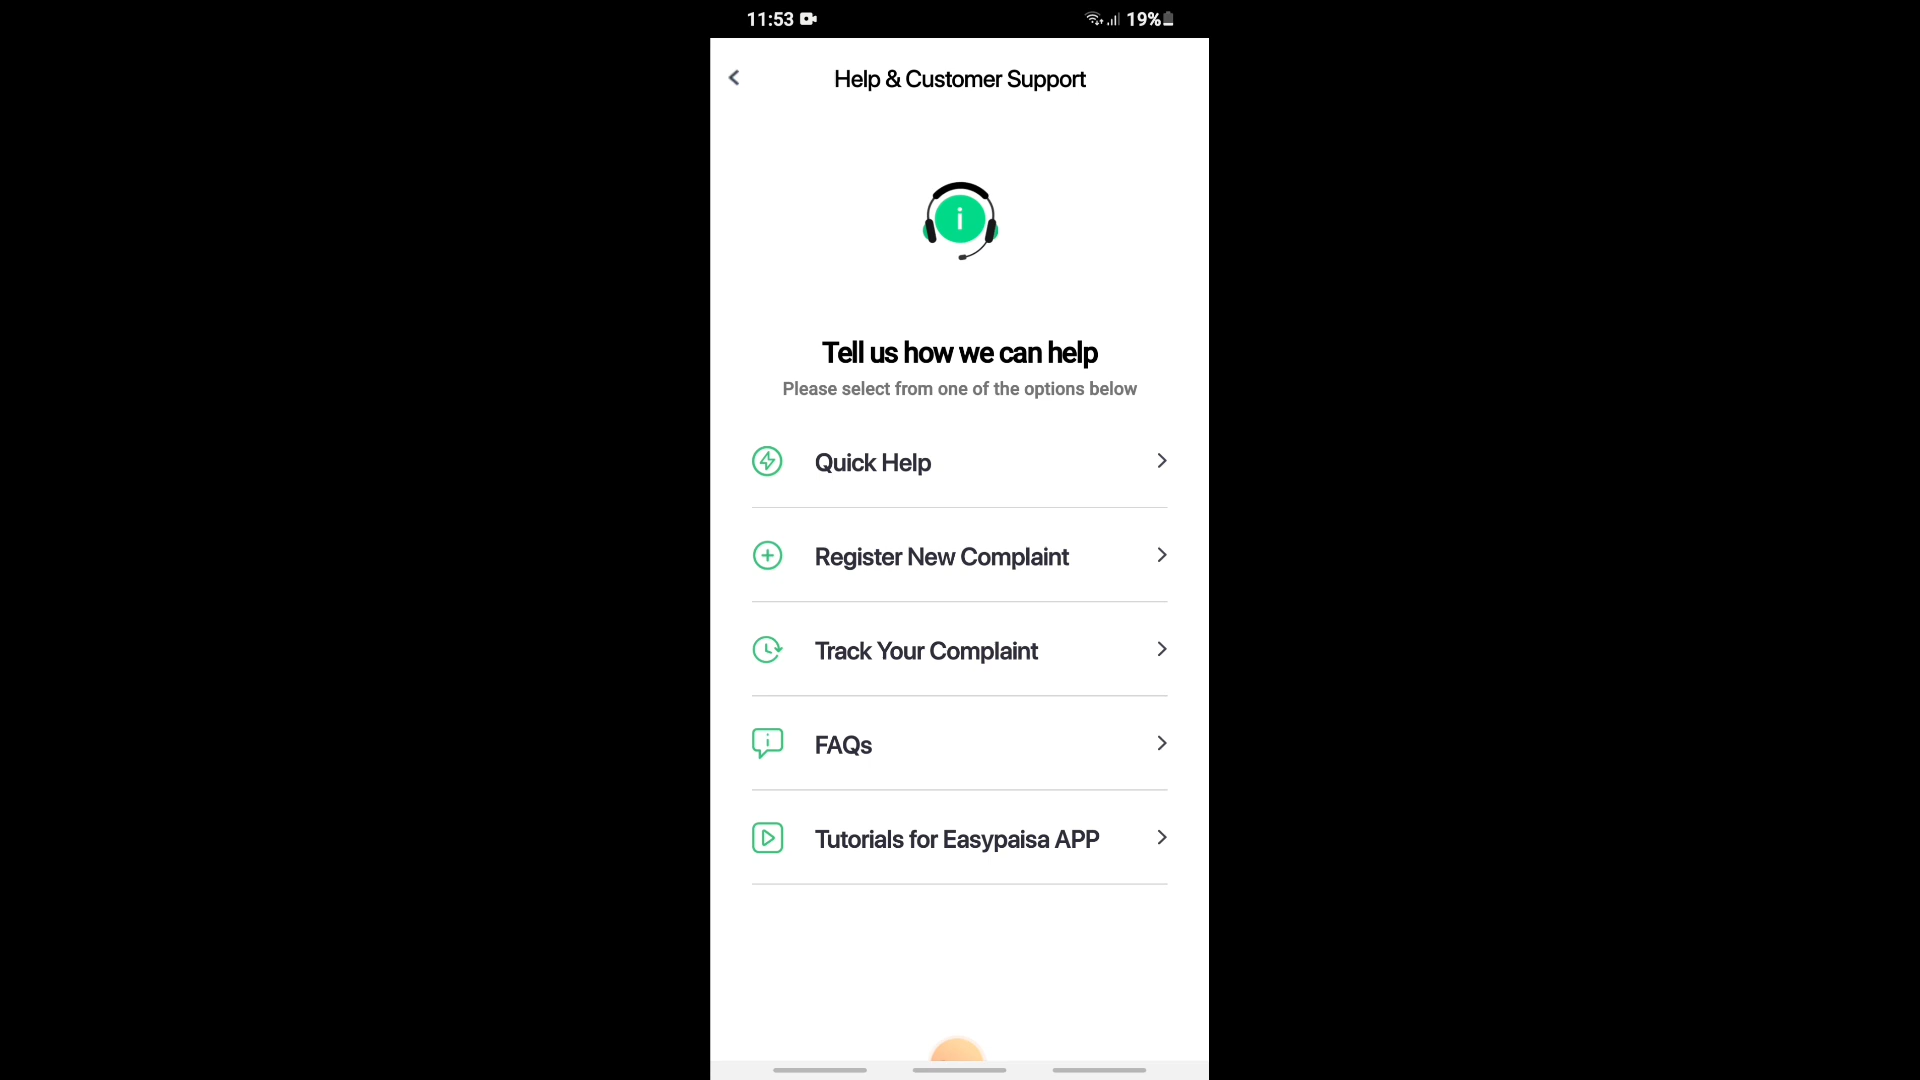 11:53 19%
Help & Customer Support
i
Tell us how we can help
Please select from one of the options below
Quick Help
Register New Complaint
Track Your Complaint
FAQs
Tutorials for Easypaisa APP